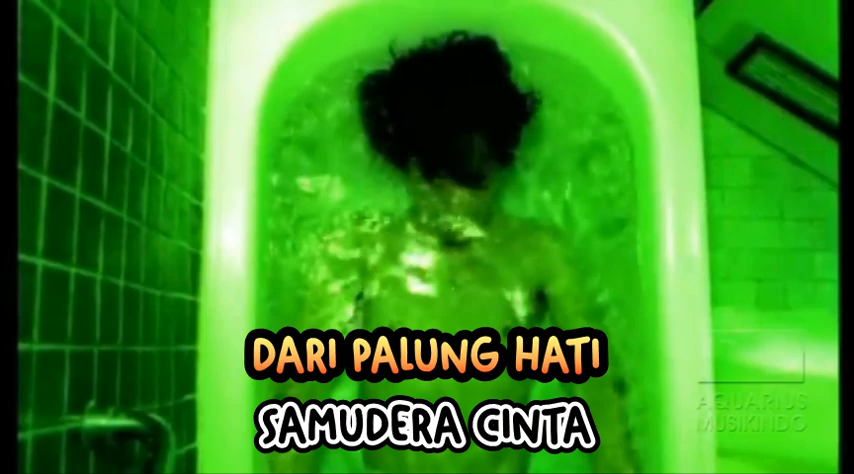 DARI PALUNG HATI
SAMUDERA CINTA
AQUARIUS
MUSIKINDO